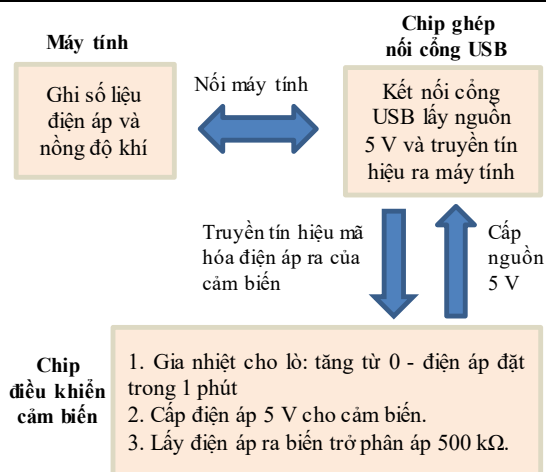 Máy tính
Ghi số liệu
điện áp và
nồng độ khí
Nối máy tính
Chip ghép
nối cổng USB
Kết nối cổng
USB lấy nguồn
5 V và truyền tín
hiệu ra máy tính
Truyền tín hiệu mã
hóa điện áp ra của
cảm biến
Cấp
nguồn
5 V
Chip
điều khiển
cảm biến
1. Gia nhiệt cho lò: tăng từ 0 - điện áp đặt
trong 1 phút
2. Cấp điện áp 5 V cho cảm biến.
3. Lấy điện áp ra biến trở phân áp 500 kΩ.